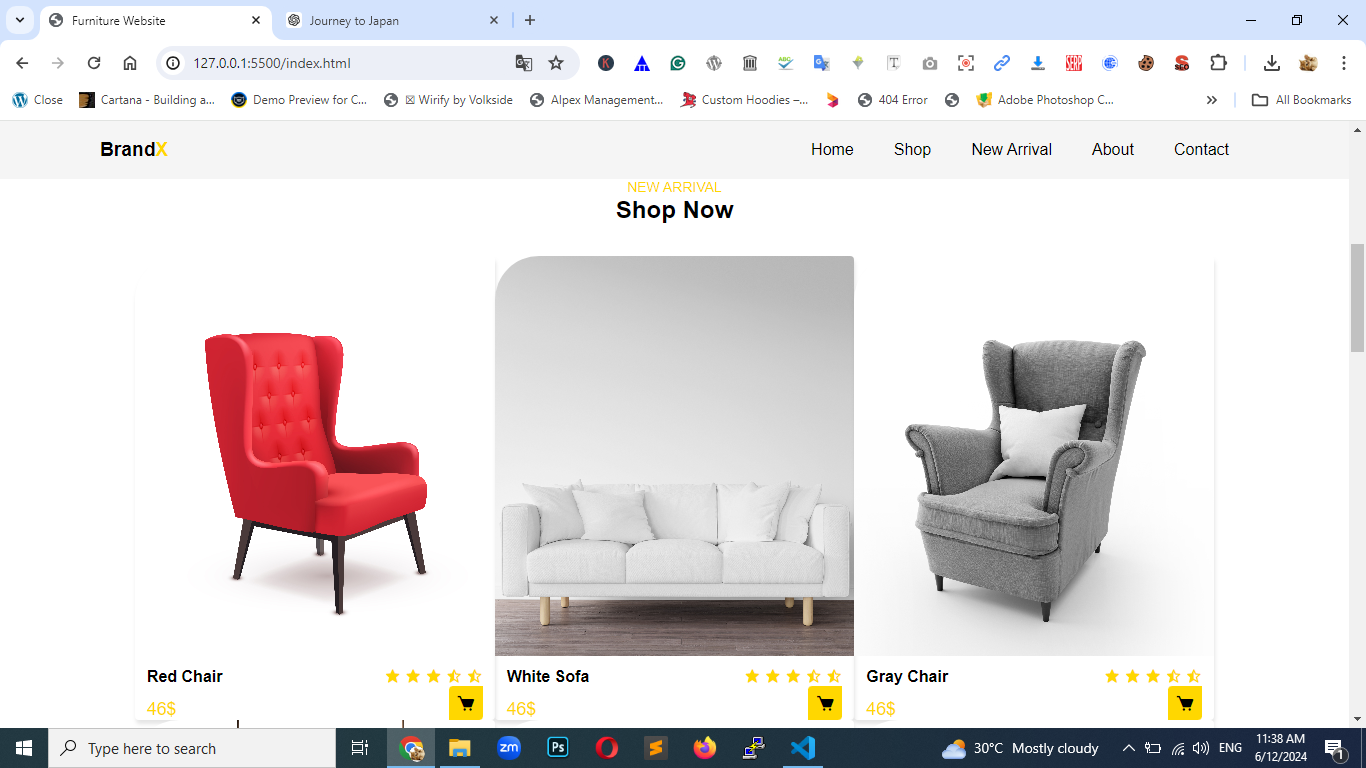 Furniture Website
Journey to Japan
127.0.0.1:5500/index.html
Close
Cartana - Building a...
Demo Preview for C...
☒ Wirify by Volkside
Alpex Management...
Custom Hoodies –...
404 Error
Adobe Photoshop C...
All Bookmarks
BrandX
Home
Shop
New Arrival
About
Contact
NEW ARRIVAL
Shop Now
Red Chair
46$
White Sofa
46$
Gray Chair
46$
Type here to search
zm
Ps
30°C Mostly cloudy
ENG
11:38 AM
6/12/2024
1